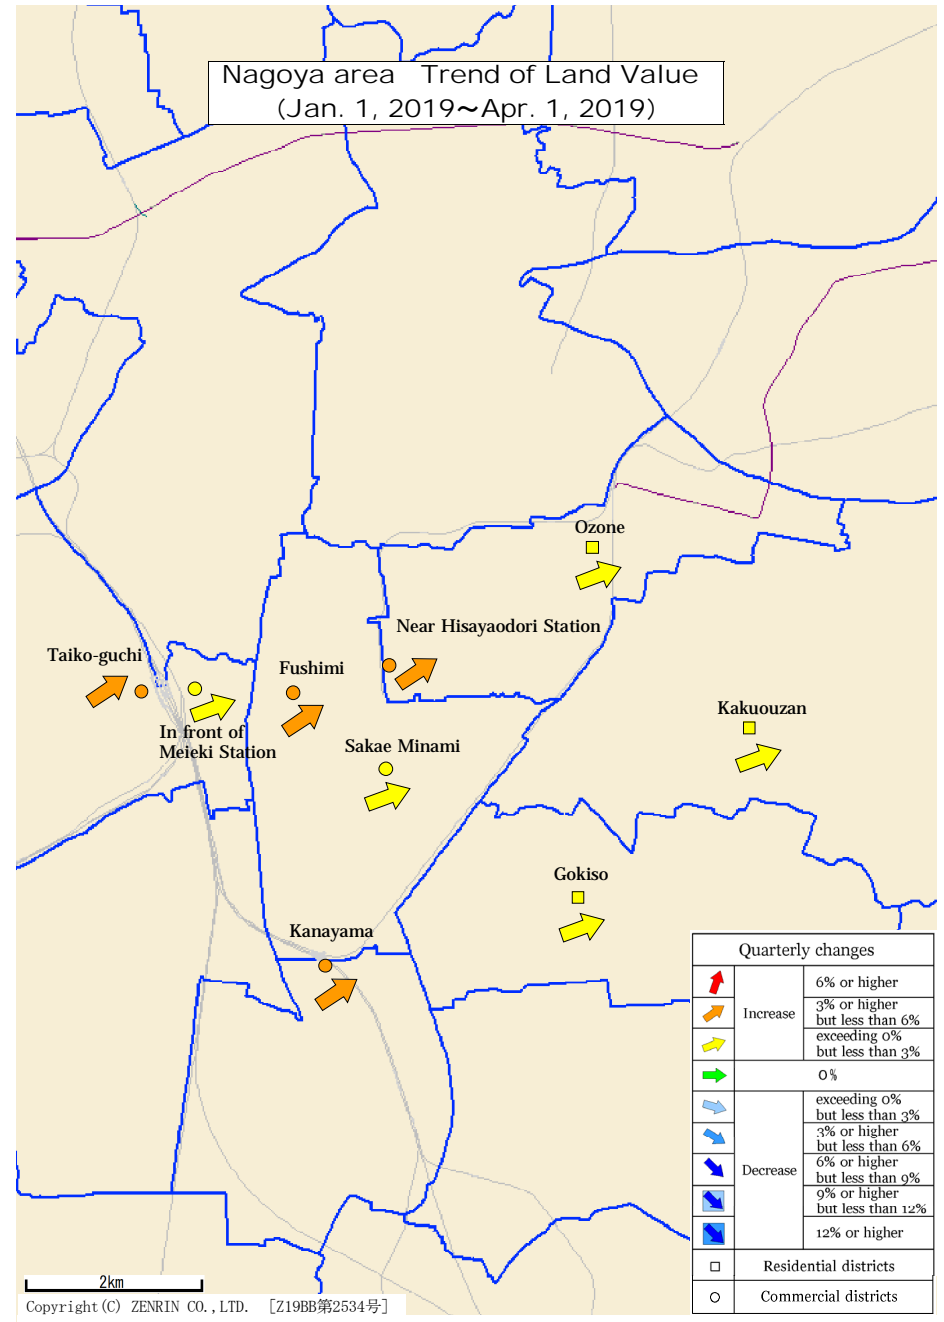 Nagoya area Trend of Land Value
(Jan. 1, 2019～Apr. 1, 2019)
Ozone
Near Hisayaodori Station
Taiko-guchi
Fushimi
Kakuouzan
In front of
Meieki Station
Sakae Minami
Gokiso
Kanayama
Quarterly changes
Increase
6% or higher
3% or higher
but less than 6%
exceeding 0%
but less than 3%
0%
Decrease
exceeding 0%
but less than 3%
3% or higher
but less than 6%
6% or higher
but less than 9%
9% or higher
but less than 12%
12% or higher
Residential districts
Commercial districts
2km
Copyright(C) ZENRIN CO.,LTD. [Z19BB第2534号]